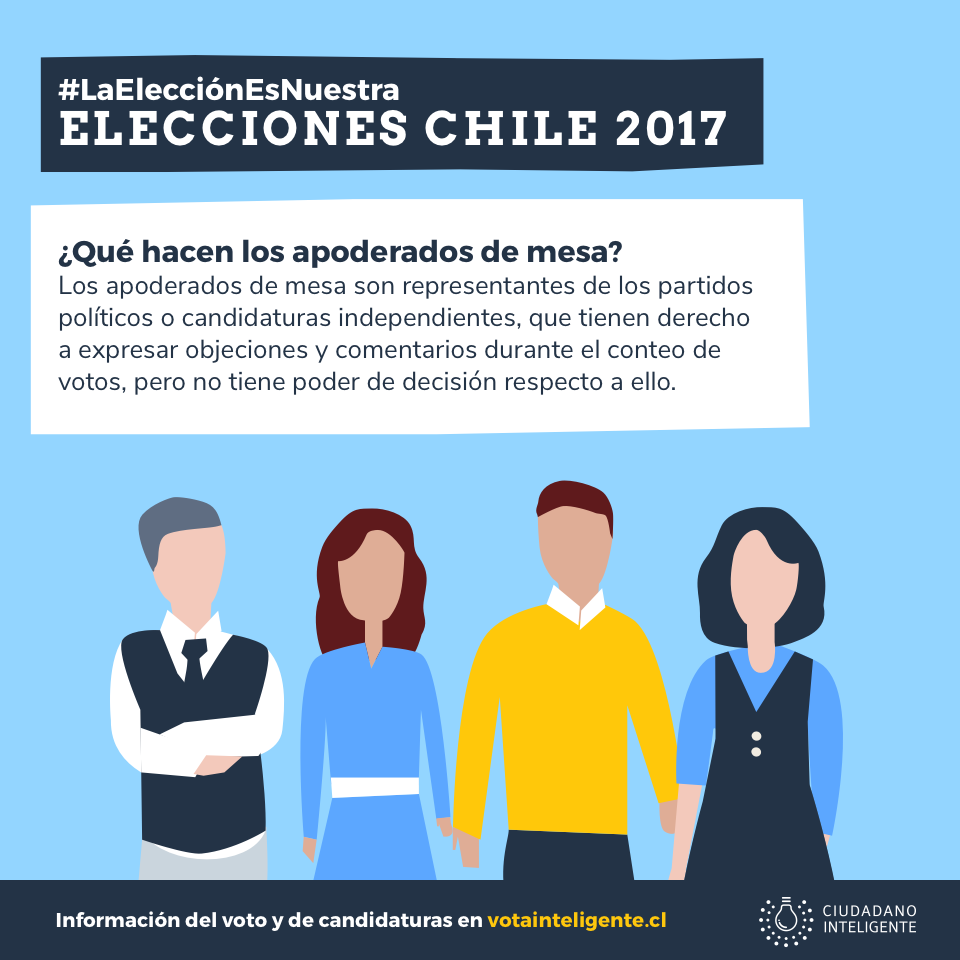 #LaElecciónEsNuestra
ELECCIONES CHILE 2017
¿Qué hacen los apoderados de mesa?
Los apoderados de mesa son representantes de los partidos
políticos o candidaturas independientes, que tienen derecho
a expresar objeciones y comentarios durante el conteo de
votos, pero no tiene poder de decisión respecto a ello.
Información del voto y de candidaturas en votainteligente.cl
CIUDADANO
INTELIGENTE